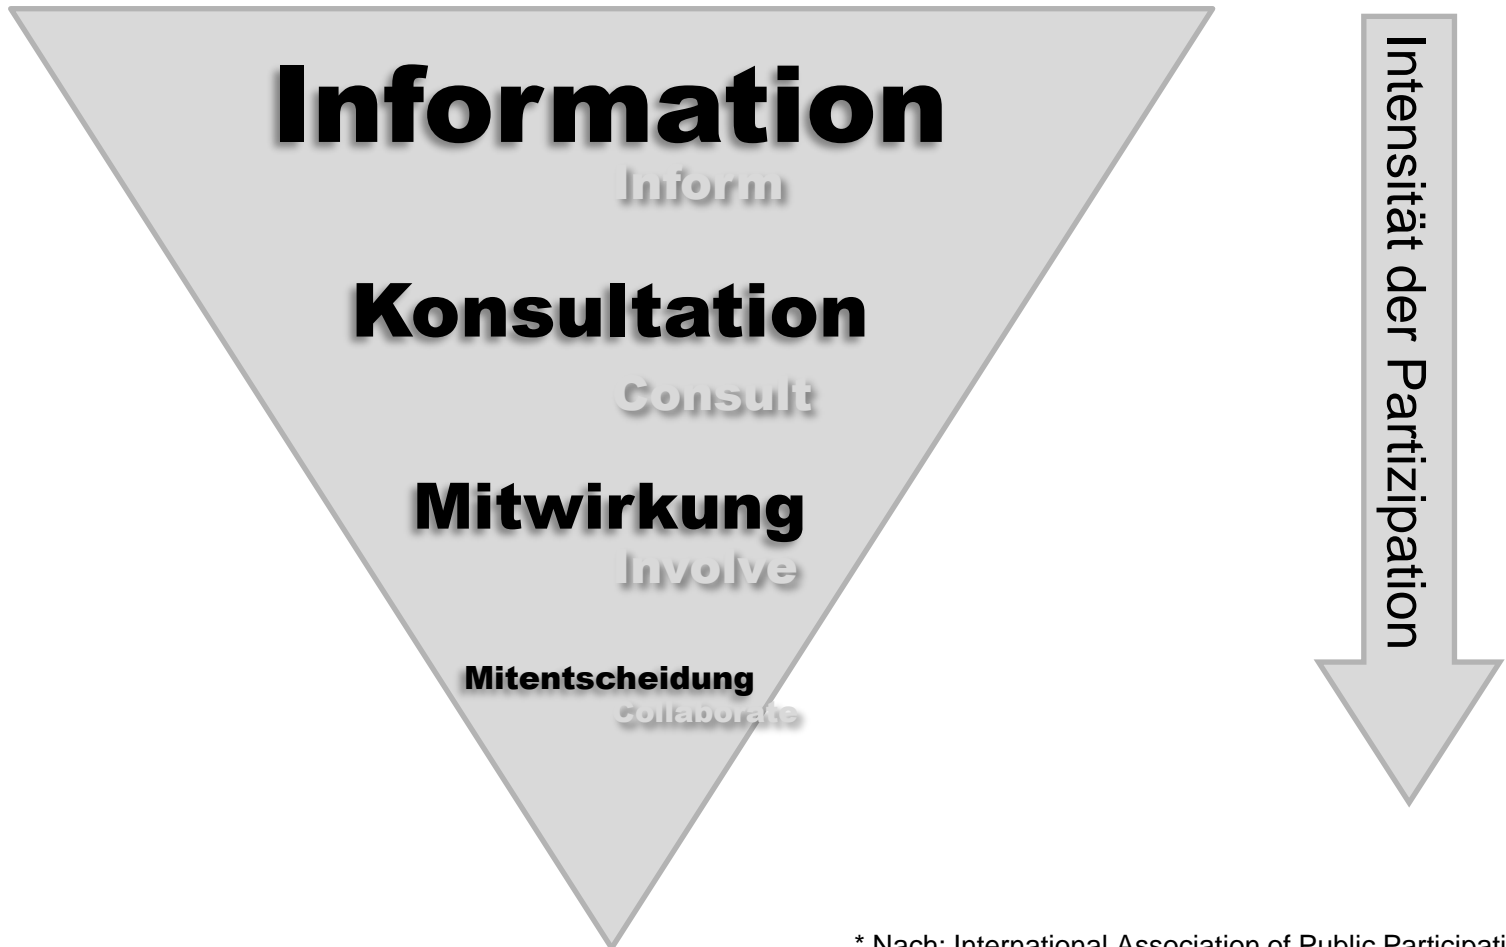 Information
Inform
Konsultation
Consult
Mitwirkung
Involve
Mitentscheidung
Collaborate
Intensität der Partizipation
* Nach: International Association of Public Participati